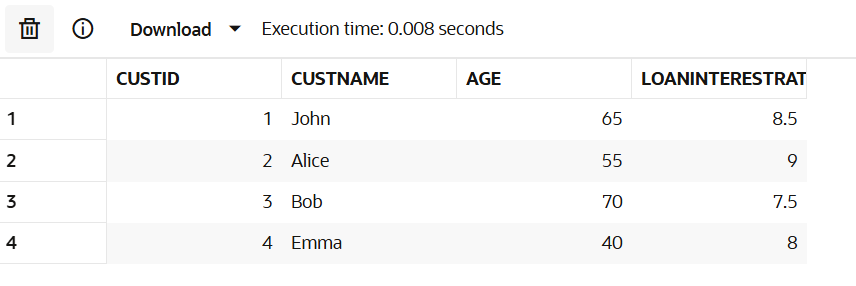 Download Execution time: 0.008 seconds
CUSTID CUSTNAME AGE LOANINTERESTRAT
1 1 John 65 8.5
2 2 Alice 55 9
3 3 Bob 70 7.5
4 4 Emma 40 8